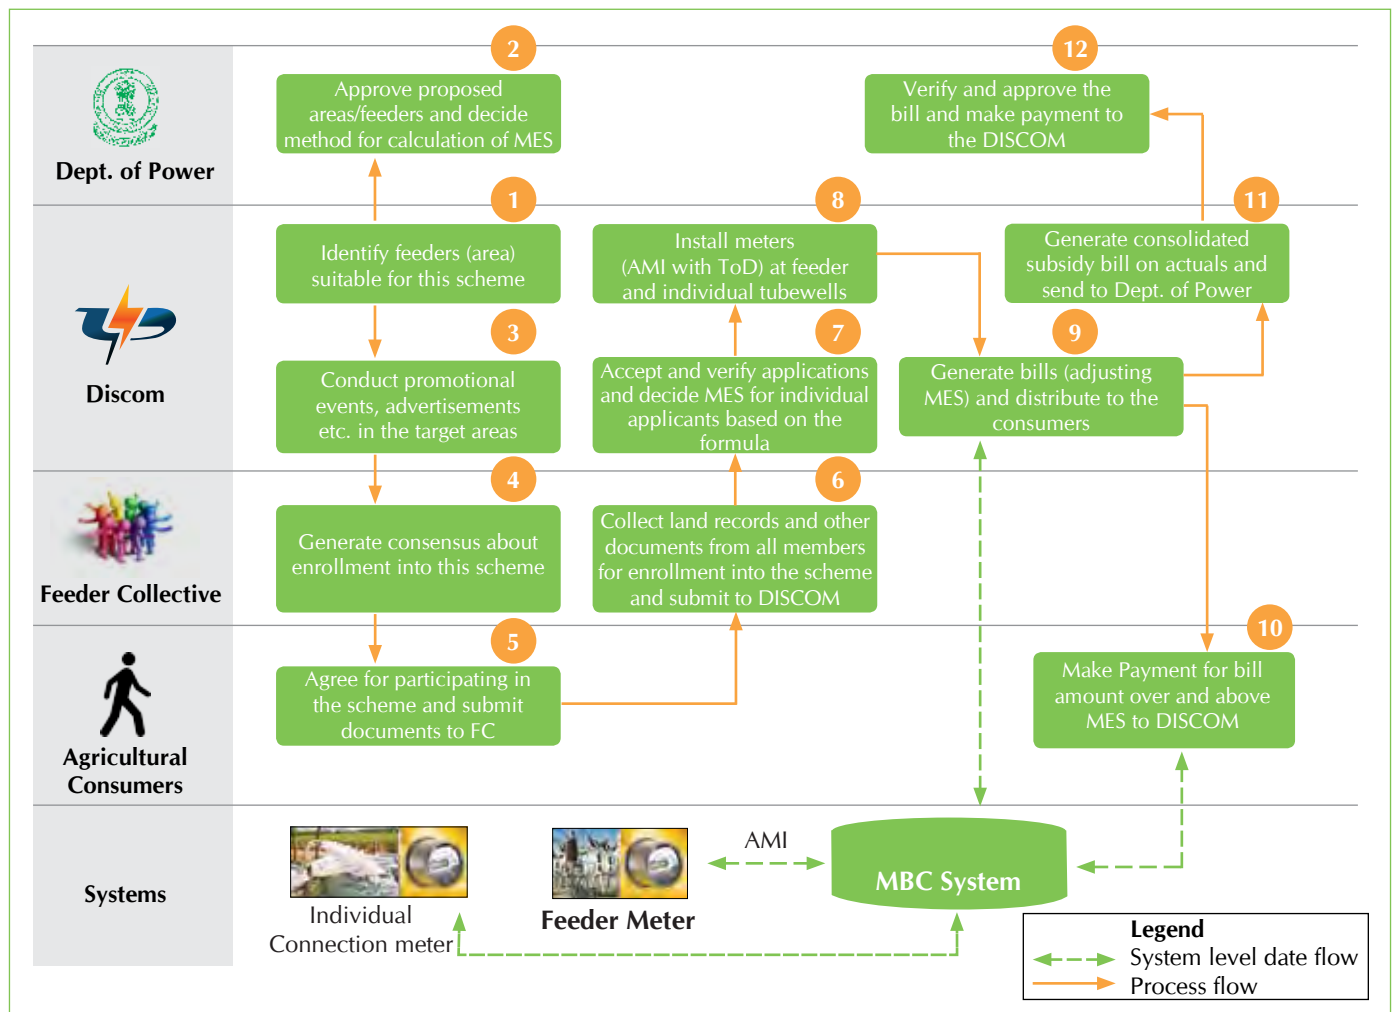 2
12
Dept. of Power
Approve proposed
areas/feeders and decide
method for calculation of MES
Verify and approve the
bill and make payment to
the DISCOM
1
8
11
Discom
Identify feeders (area)
suitable for this scheme
Install meters
(AMI with ToD) at feeder
and individual tubewells
Generate consolidated
subsidy bill on actuals and
send to Dept. of Power
3
7
9
Conduct promotional
events, advertisements
etc. in the target areas
Accept and verify applications
and decide MES for individual
applicants based on the
formula
Generate bills (adjusting
MES) and distribute to the
consumers
4
6
Feeder Collective
Generate consensus about
enrollment into this scheme
Collect land records and other
documents from all members
for enrollment into the scheme
and submit to DISCOM
5
10
Agricultural
Consumers
Agree for participating in
the scheme and submit
documents to FC
Make Payment for bill
amount over and above
MES to DISCOM
Systems
Individual
Connection meter
Feeder Meter
AMI
MBC System
Legend
System level date flow
Process flow